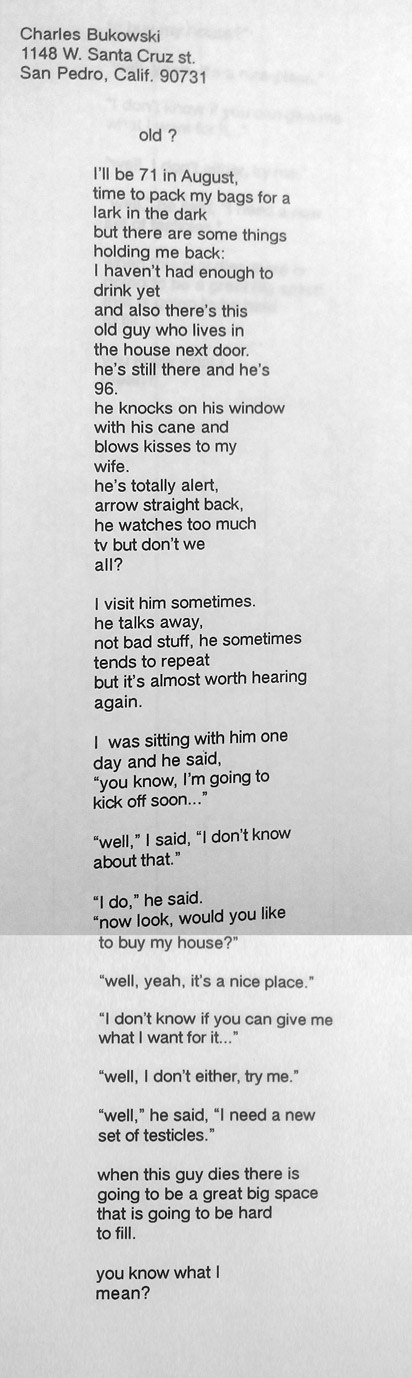 Charles Bukowski
1148 W. Santa Cruz st.
San Pedro, Calif. 90731
old ?
I'll be 71 in August,
time to pack my bags for a
lark in the dark
but there are some things
holding me back:
I haven't had enough to
drink yet
and also there's this
old guy who lives in
the house next door.
he's still there and he's
96.
he knocks on his window
with his cane and
blows kisses to my
wife.
he's totally alert,
arrow straight back,
he watches too much
tv but don't we
all?
I visit him sometimes.
he talks away,
not bad stuff, he sometimes
tends to repeat
but it's almost worth hearing
again.
I  was sitting with him one
day and he said,
“you know, I'm going to
kick off soon...”
“well,” I said, “I don't know
about that.”
“I do,” he said.
“now look, would you like
to buy my house?”
“well, yeah, it's a nice place.”
“I don't know if you can give me
what I want for it...”
“well, I don't either, try me.”
“well,” he said, “I need a new
set of testicles.”
when this guy dies there is
going to be a great big space
that is going to be hard
to fill.
you know what I
mean?